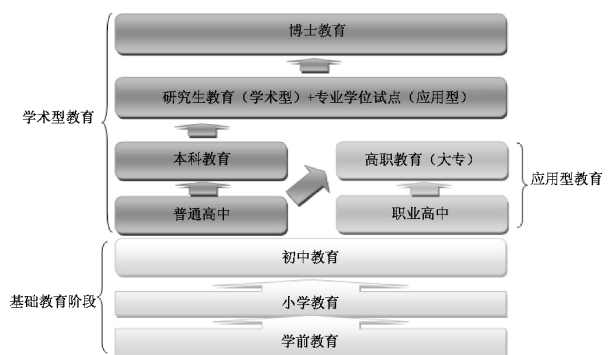 博士教育
研究生教育（学术型）+专业学位试点（应用型）
学术型教育
本科教育
高职教育（大专）
应用型教育
普通高中
职业高中
初中教育
基础教育阶段
小学教育
学前教育